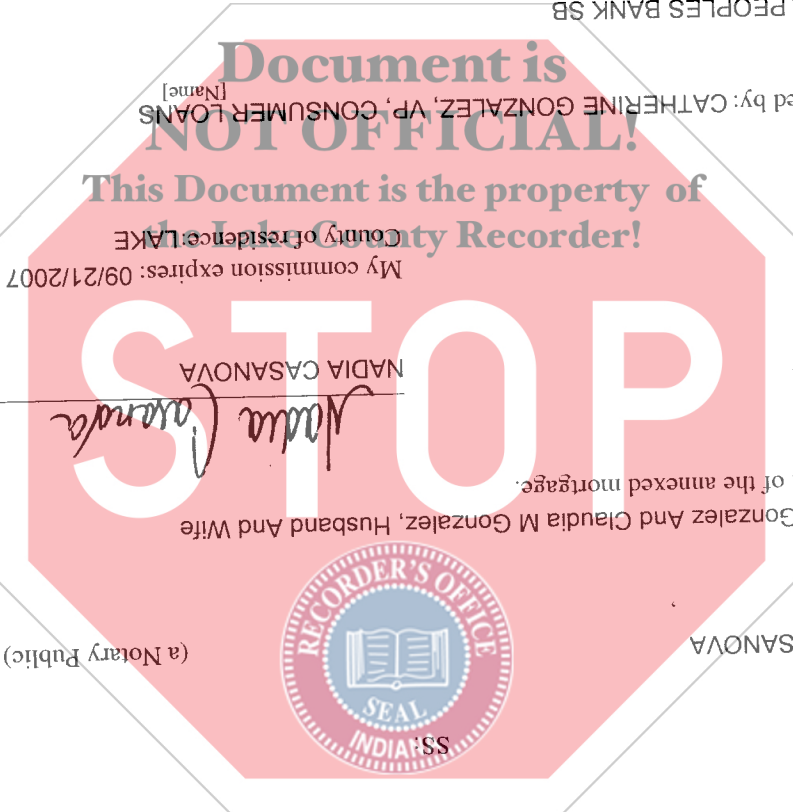 Document is
NOT OFFICIAL!
This Document is the property of
the Lake County Recorder!
STOP
RECORDER'S OFFICE
SEAL
INDIANA
SS:
(a Notary Public)
SANOVA
Gonzalez And Claudia M Gonzalez, Husband And Wife
of the annexed mortgage.
Nadia Casanova
NADIA CASANOVA
My commission expires: 09/21/2007
County of residence: LAKE
ed by: CATHERINE GONZALEZ, VP, CONSUMER LOANS
[Name]
PEOPLES BANK SB